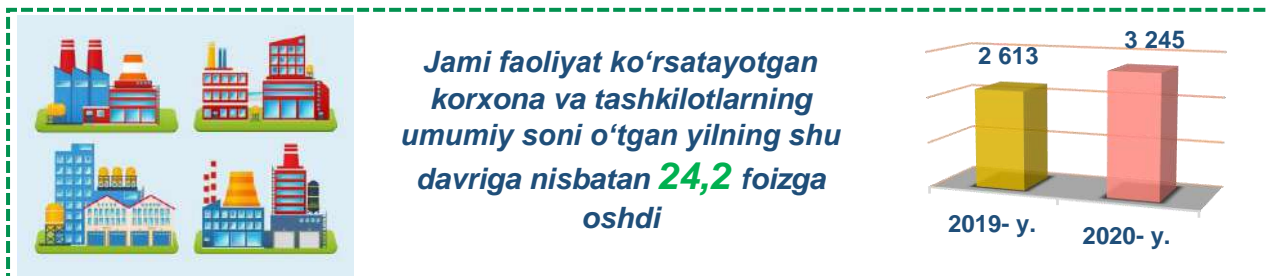 Jami faoliyat ko‘rsatayotgan
korxona va tashkilotlarning
umumiy soni o‘tgan yilning shu
davriga nisbatan 24,2 foizga
oshdi
2 613
3 245
2019- y.
2020- y.